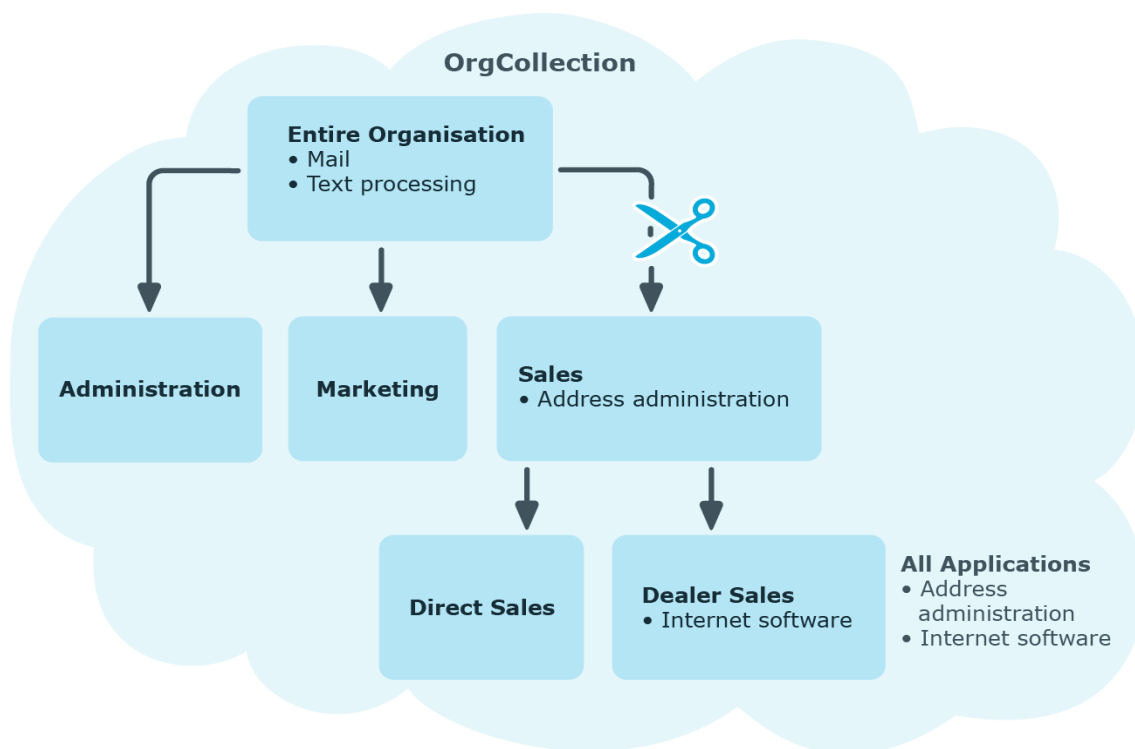 OrgCollection
Entire Organisation
• Mail
• Text processing
Administration
Marketing
Sales
• Address administration
Direct Sales
Dealer Sales
• Internet software
All Applications
• Address
administration
• Internet software